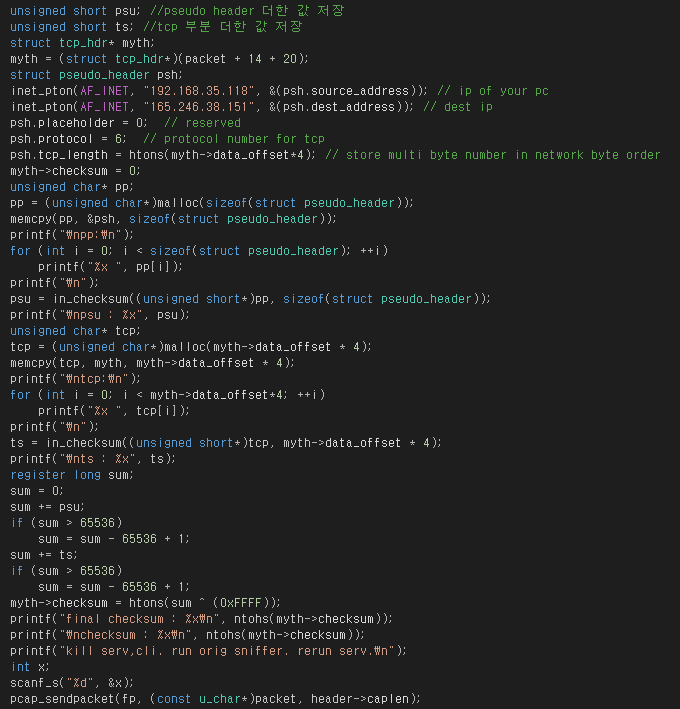 unsigned short psu; //pseudo header 더한 값 저장
unsigned short ts; //tcp 부분 더한 값 저장
struct tcp_hdr* myth;
myth = (struct tcp_hdr*)(packet + 14 + 20);
struct pseudo_header psh;
inet_pton(AF_INET, "192.168.35.118", &(psh.source_address)); // ip of your pc
inet_pton(AF_INET, "165.246.38.151", &(psh.dest_address)); // dest ip
psh.placeholder = 0;  // reserved
psh.protocol = 6;  // protocol number for tcp
psh.tcp_length = htons(myth->data_offset*4); // store multi byte number in network byte order
myth->checksum = 0;
unsigned char* pp;
pp = (unsigned char*)malloc(sizeof(struct pseudo_header));
memcpy(pp, &psh, sizeof(struct pseudo_header));
printf("₩npp:₩n");
for (int i = 0; i < sizeof(struct pseudo_header); ++i)
    printf("%x ", pp[i]);
printf("₩n");
psu = in_checksum((unsigned short*)pp, sizeof(struct pseudo_header));
printf("₩npsu : %x", psu);
unsigned char* tcp;
tcp = (unsigned char*)malloc(myth->data_offset * 4);
memcpy(tcp, myth, myth->data_offset * 4);
printf("₩ntcp:₩n");
for (int i = 0; i < myth->data_offset*4; ++i)
    printf("%x ", tcp[i]);
printf("₩n");
ts = in_checksum((unsigned short*)tcp, myth->data_offset * 4);
printf("₩nts : %x", ts);
register long sum;
sum = 0;
sum += psu;
if (sum > 65536)
    sum = sum - 65536 + 1;
sum += ts;
if (sum > 65536)
    sum = sum - 65536 + 1;
myth->checksum = htons(sum ^ (0xFFFF));
printf("final checksum : %x₩n", ntohs(myth->checksum));
printf("₩nchecksum : %x₩n", ntohs(myth->checksum));
printf("kill serv,cli. run orig sniffer. rerun serv.₩n");
int x;
scanf_s("%d", &x);
pcap_sendpacket(fp, (const u_char*)packet, header->caplen);